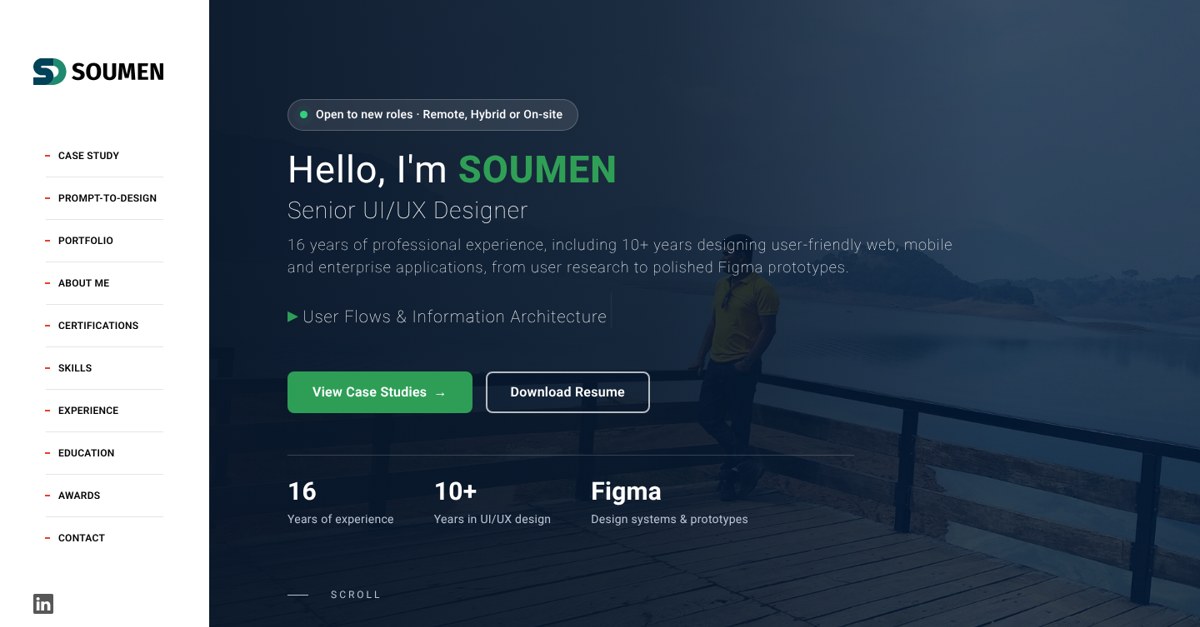 SOUMEN
CASE STUDY
PROMPT-TO-DESIGN
PORTFOLIO
ABOUT ME
CERTIFICATIONS
SKILLS
EXPERIENCE
EDUCATION
AWARDS
CONTACT
in
Open to new roles · Remote, Hybrid or On-site
Hello, I'm SOUMEN
Senior UI/UX Designer
16 years of professional experience, including 10+ years designing user-friendly web, mobile
and enterprise applications, from user research to polished Figma prototypes.
▶ User Flows & Information Architecture
View Case Studies →
Download Resume
16
Years of experience
10+
Years in UI/UX design
Figma
Design systems & prototypes
SCROLL